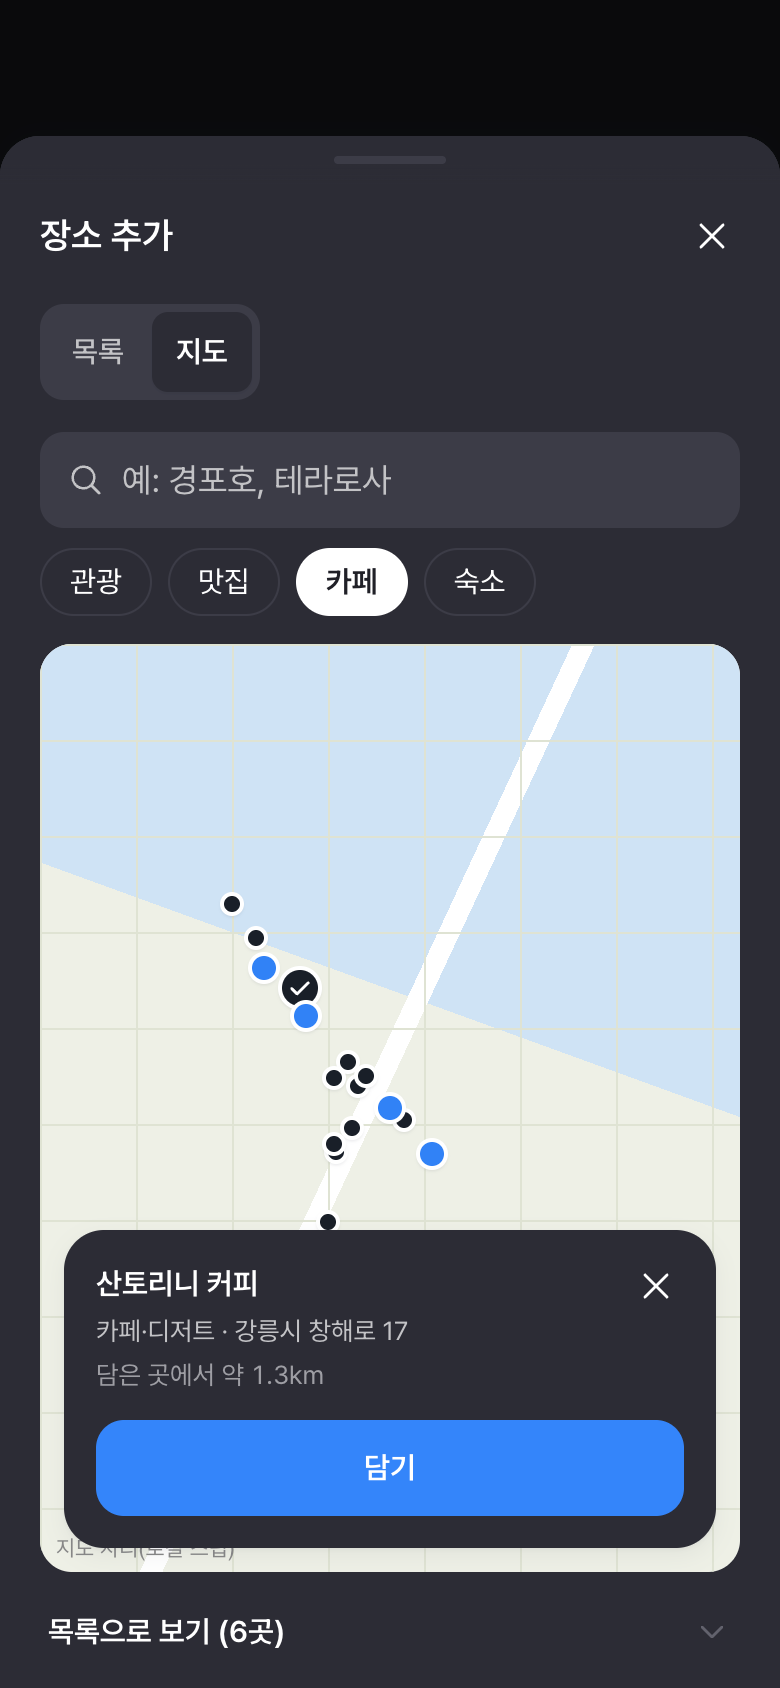 장소 추가
목록 지도
예: 경포호, 테라로사
관광 맛집 카페 숙소
산토리니 커피
카페·디저트 · 강릉시 창해로 17
담은 곳에서 약 1.3km
담기
지도
목록으로 보기 (6곳)